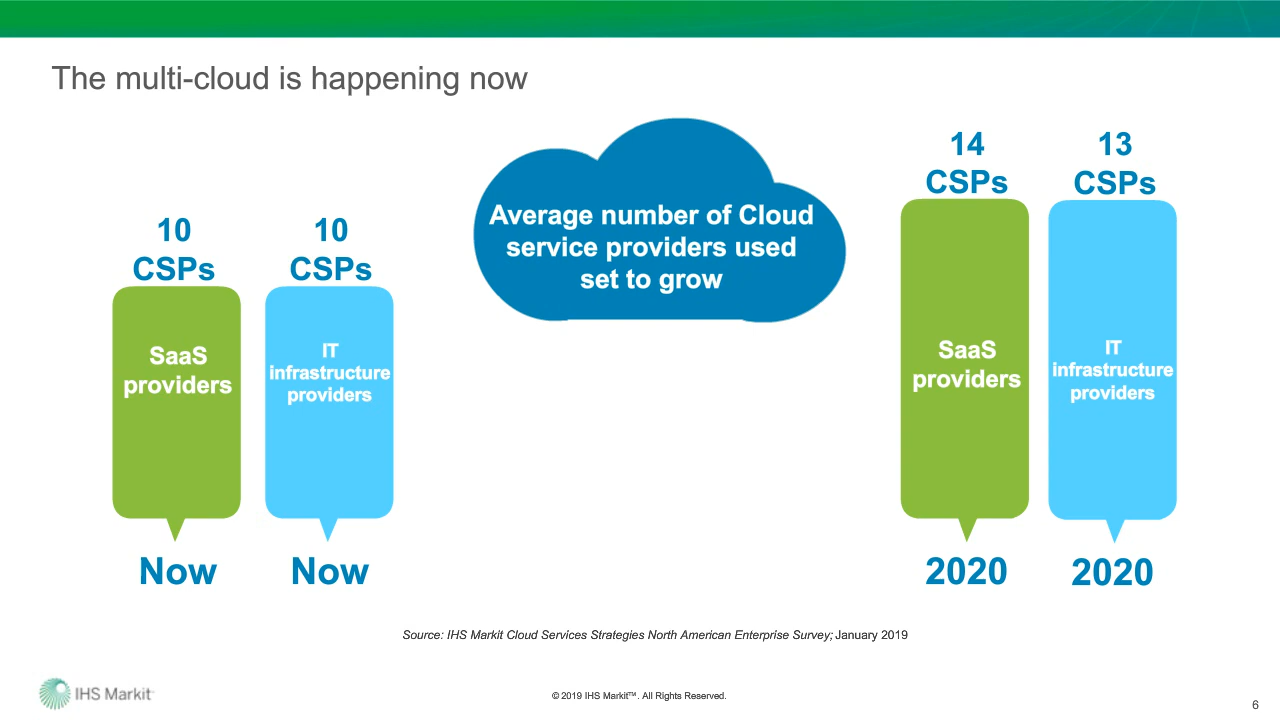 The multi-cloud is happening now
10
CSPs
10
CSPs
SaaS
providers
IT
infrastructure
providers
Now
Now
Average number of Cloud
service providers used
set to grow
14
CSPs
13
CSPs
SaaS
providers
IT
infrastructure
providers
2020
2020
Source: IHS Markit Cloud Services Strategies North American Enterprise Survey; January 2019
IHS Markit™
© 2019 IHS Markit™. All Rights Reserved.
6